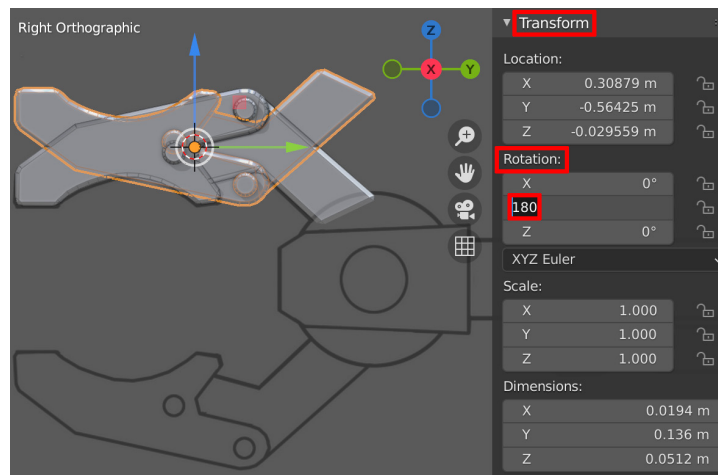 Right Orthographic
Z
X
Y
Transform
Location:
X 0.30879 m
Y -0.56425 m
Z -0.029559 m
Rotation:
X 0°
180
Z 0°
XYZ Euler
Scale:
X 1.000
Y 1.000
Z 1.000
Dimensions:
X 0.0194 m
Y 0.136 m
Z 0.0512 m